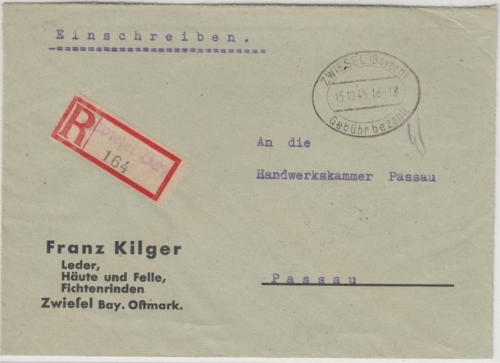 Einschreiben.
ZWIESEL (Bayern)
15.10.45.16-18
Gebühr bezahlt
R
164
An die
Handwerkskammer Passau
Passau
Franz Kilger
Leder,
Häute und Felle,
Fichtenrinden
Zwieſel Bay. Oſtmark.